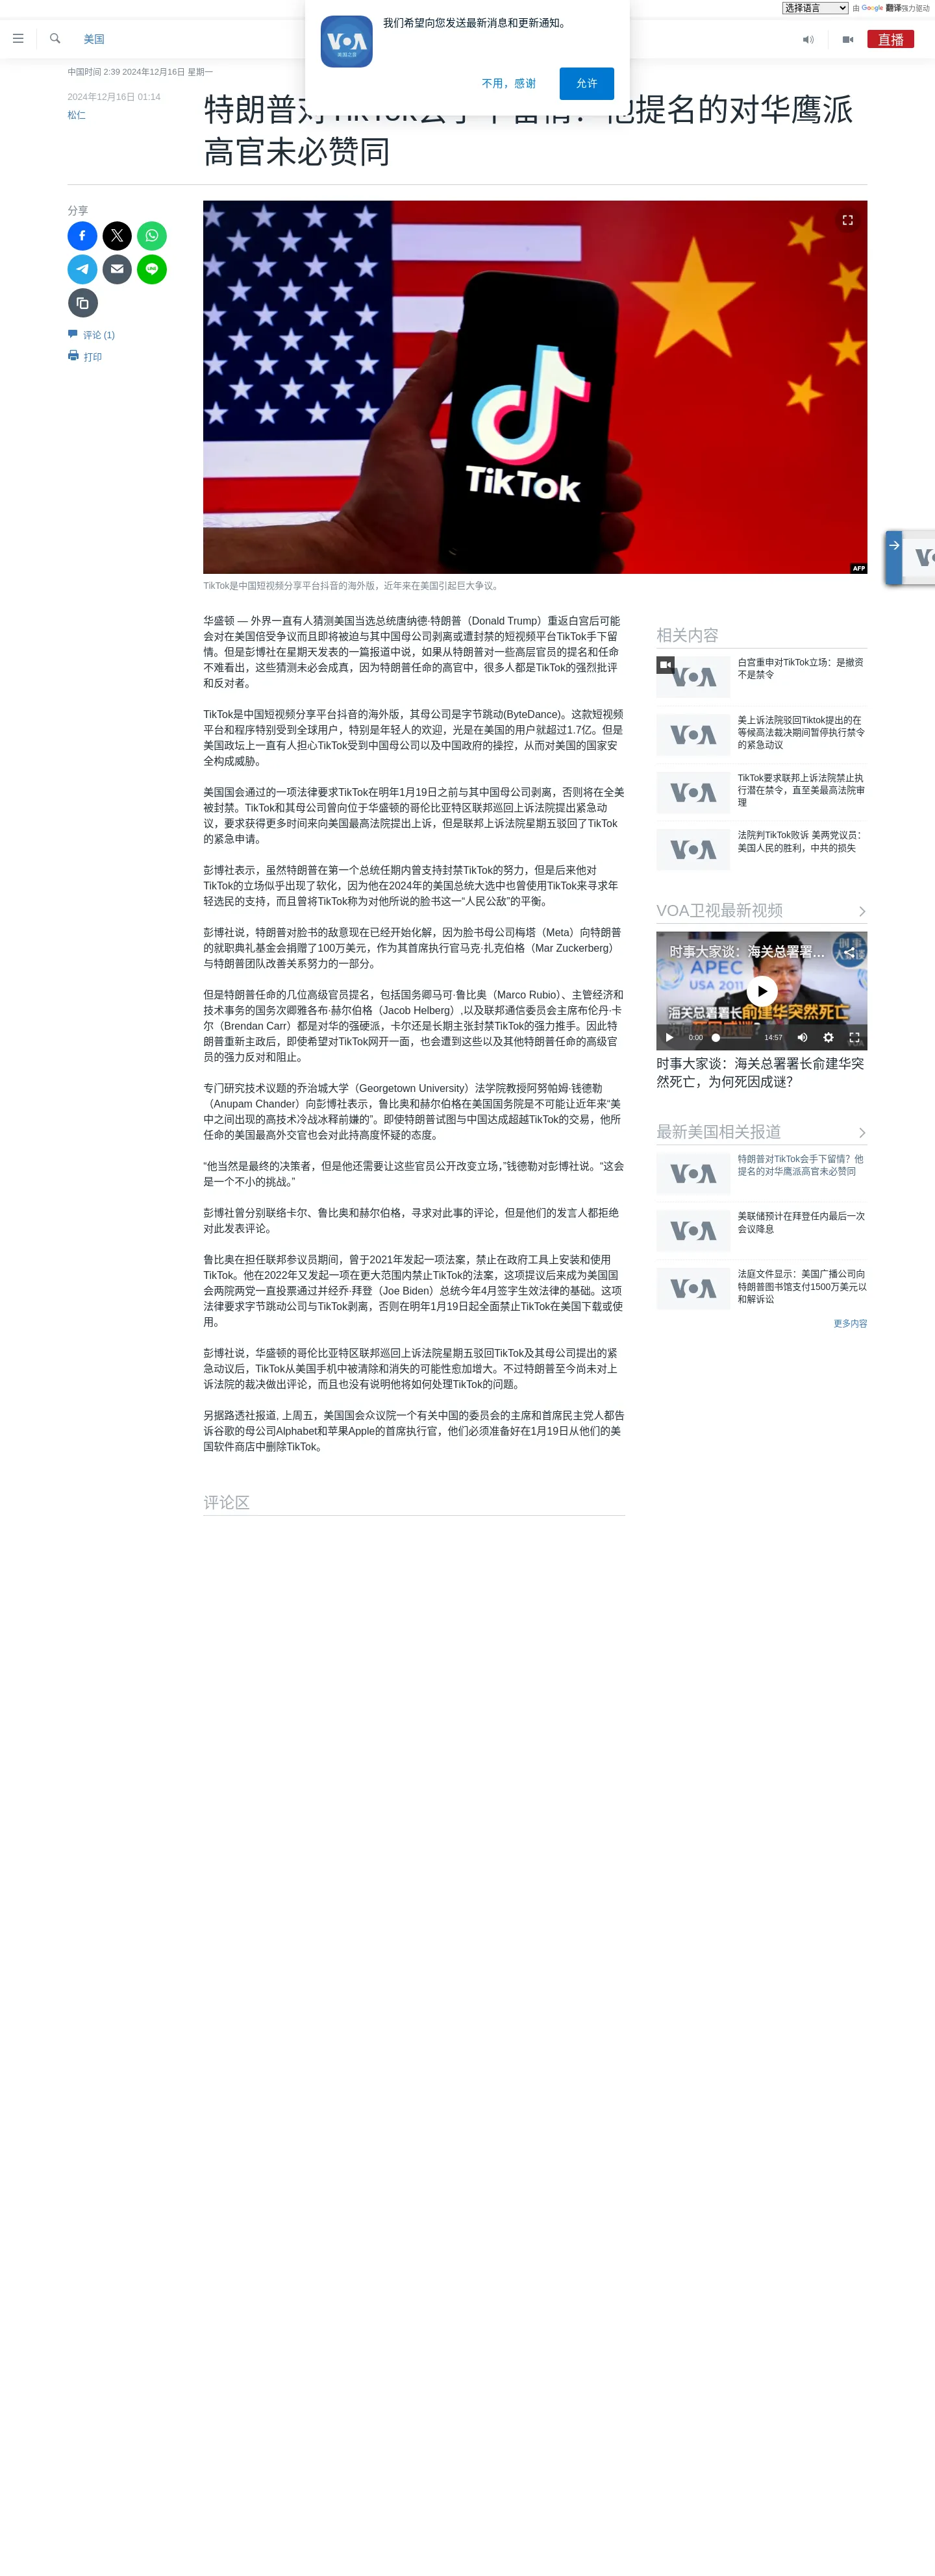 选择语言
由 Google 翻译强力驱动
我们希望向您发送最新消息和更新通知。
不用，感谢
允许
VOA
美国
直播
中国时间 2:39 2024年12月16日 星期一
2024年12月16日 01:14
松仁
特朗普对TikTok会手下留情？他提名的对华鹰派
高官未必赞同
分享
评论 (1)
打印
TikTok
AFP
TikTok是中国短视频分享平台抖音的海外版，近年来在美国引起巨大争议。
华盛顿 — 外界一直有人猜测美国当选总统唐纳德·特朗普（Donald Trump）重返白宫后可能
会对在美国倍受争议而且即将被迫与其中国母公司剥离或遭封禁的短视频平台TikTok手下留
情。但是彭博社在星期天发表的一篇报道中说，如果从特朗普对一些高层官员的提名和任命
不难看出，这些猜测未必会成真，因为特朗普任命的高官中，很多人都是TikTok的强烈批评
和反对者。
TikTok是中国短视频分享平台抖音的海外版，其母公司是字节跳动(ByteDance)。这款短视频
平台和程序特别受到全球用户，特别是年轻人的欢迎，光是在美国的用户就超过1.7亿。但是
美国政坛上一直有人担心TikTok受到中国母公司以及中国政府的操控，从而对美国的国家安
全构成威胁。
美国国会通过的一项法律要求TikTok在明年1月19日之前与其中国母公司剥离，否则将在全美
被封禁。TikTok和其母公司曾向位于华盛顿的哥伦比亚特区联邦巡回上诉法院提出紧急动
议，要求获得更多时间来向美国最高法院提出上诉，但是联邦上诉法院星期五驳回了TikTok
的紧急申请。
彭博社表示，虽然特朗普在第一个总统任期内曾支持封禁TikTok的努力，但是后来他对
TikTok的立场似乎出现了软化，因为他在2024年的美国总统大选中也曾使用TikTok来寻求年
轻选民的支持，而且曾将TikTok称为对他所说的脸书这一“人民公敌”的平衡。
彭博社说，特朗普对脸书的敌意现在已经开始化解，因为脸书母公司梅塔（Meta）向特朗普
的就职典礼基金会捐赠了100万美元，作为其首席执行官马克·扎克伯格（Mar Zuckerberg）
与特朗普团队改善关系努力的一部分。
但是特朗普任命的几位高级官员提名，包括国务卿马可·鲁比奥（Marco Rubio）、主管经济和
技术事务的国务次卿雅各布·赫尔伯格（Jacob Helberg）,以及联邦通信委员会主席布伦丹·卡
尔（Brendan Carr）都是对华的强硬派，卡尔还是长期主张封禁TikTok的强力推手。因此特
朗普重新主政后，即使希望对TikTok网开一面，也会遭到这些以及其他特朗普任命的高级官
员的强力反对和阻止。
专门研究技术议题的乔治城大学（Georgetown University）法学院教授阿努帕姆·钱德勒
（Anupam Chander）向彭博社表示，鲁比奥和赫尔伯格在美国国务院是不可能让近年来“美
中之间出现的高技术冷战冰释前嫌的”。即使特朗普试图与中国达成超越TikTok的交易，他所
任命的美国最高外交官也会对此持高度怀疑的态度。
“他当然是最终的决策者，但是他还需要让这些官员公开改变立场，”钱德勒对彭博社说。“这会
是一个不小的挑战。”
彭博社曾分别联络卡尔、鲁比奥和赫尔伯格，寻求对此事的评论，但是他们的发言人都拒绝
对此发表评论。
鲁比奥在担任联邦参议员期间，曾于2021年发起一项法案，禁止在政府工具上安装和使用
TikTok。他在2022年又发起一项在更大范围内禁止TikTok的法案，这项提议后来成为美国国
会两院两党一直投票通过并经乔·拜登（Joe Biden）总统今年4月签字生效法律的基础。这项
法律要求字节跳动公司与TikTok剥离，否则在明年1月19日起全面禁止TikTok在美国下载或使
用。
彭博社说，华盛顿的哥伦比亚特区联邦巡回上诉法院星期五驳回TikTok及其母公司提出的紧
急动议后，TikTok从美国手机中被清除和消失的可能性愈加增大。不过特朗普至今尚未对上
诉法院的裁决做出评论，而且也没有说明他将如何处理TikTok的问题。
另据路透社报道, 上周五，美国国会众议院一个有关中国的委员会的主席和首席民主党人都告
诉谷歌的母公司Alphabet和苹果Apple的首席执行官，他们必须准备好在1月19日从他们的美
国软件商店中删除TikTok。
评论区
相关内容
VOA
白宫重申对TikTok立场：是撤资
不是禁令
VOA
美上诉法院驳回Tiktok提出的在
等候高法裁决期间暂停执行禁令
的紧急动议
VOA
TikTok要求联邦上诉法院禁止执
行潜在禁令，直至美最高法院审
理
VOA
法院判TikTok败诉 美两党议员：
美国人民的胜利，中共的损失
VOA卫视最新视频
时事大家谈：海关总署署...
APEC
USA 2011
海关总署署长俞建华突然死亡
0:00
14:57
时事大家谈：海关总署署长俞建华突
然死亡，为何死因成谜？
最新美国相关报道
VOA
特朗普对TikTok会手下留情？他
提名的对华鹰派高官未必赞同
VOA
美联储预计在拜登任内最后一次
会议降息
VOA
法庭文件显示：美国广播公司向
特朗普图书馆支付1500万美元以
和解诉讼
更多内容